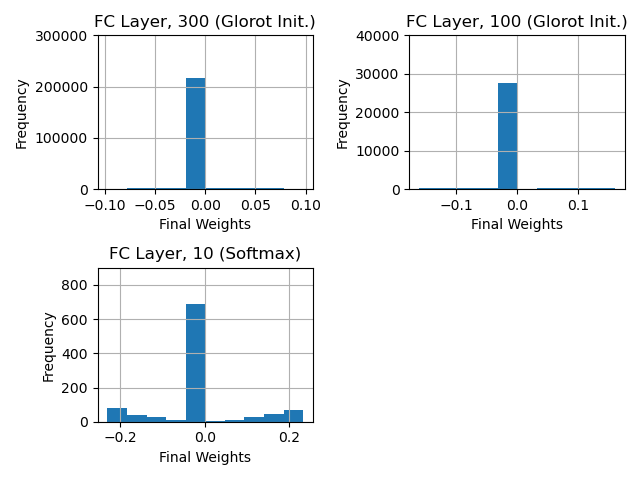 FC Layer, 300 (Glorot Init.)
300000
200000
100000
0
Frequency
−0.10 −0.05 0.00 0.05 0.10
Final Weights
FC Layer, 100 (Glorot Init.)
40000
30000
20000
10000
0
Frequency
−0.1 0.0 0.1
Final Weights
FC Layer, 10 (Softmax)
800
600
400
200
0
Frequency
−0.2 0.0 0.2
Final Weights